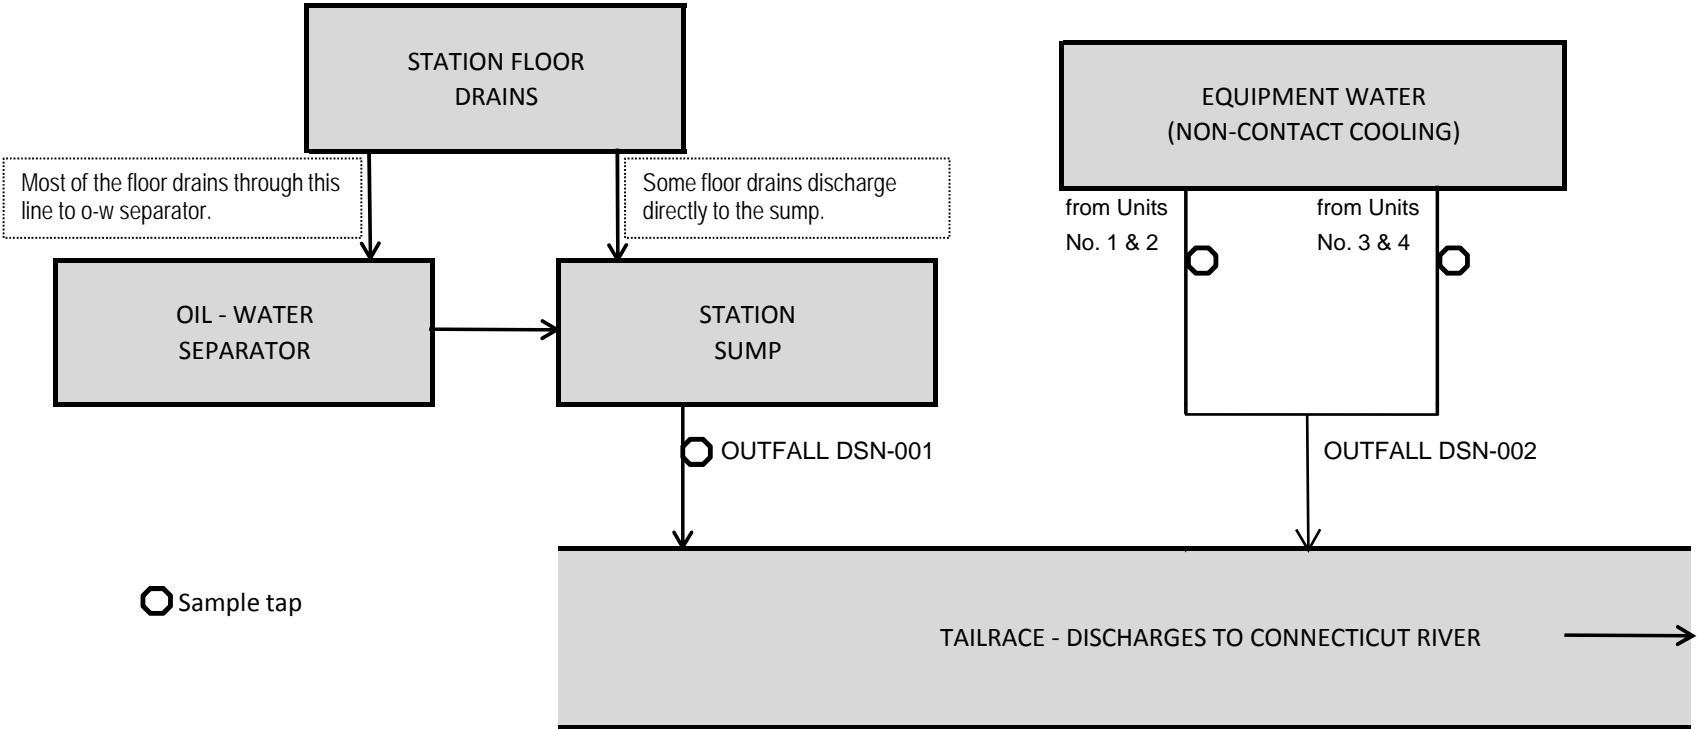 STATION FLOOR
DRAINS
EQUIPMENT WATER
(NON-CONTACT COOLING)
Most of the floor drains through this
line to o-w separator.
Some floor drains discharge
directly to the sump.
from Units
No. 1 & 2
from Units
No. 3 & 4
OIL - WATER
SEPARATOR
STATION
SUMP
OUTFALL DSN-001
OUTFALL DSN-002
Sample tap
TAILRACE - DISCHARGES TO CONNECTICUT RIVER